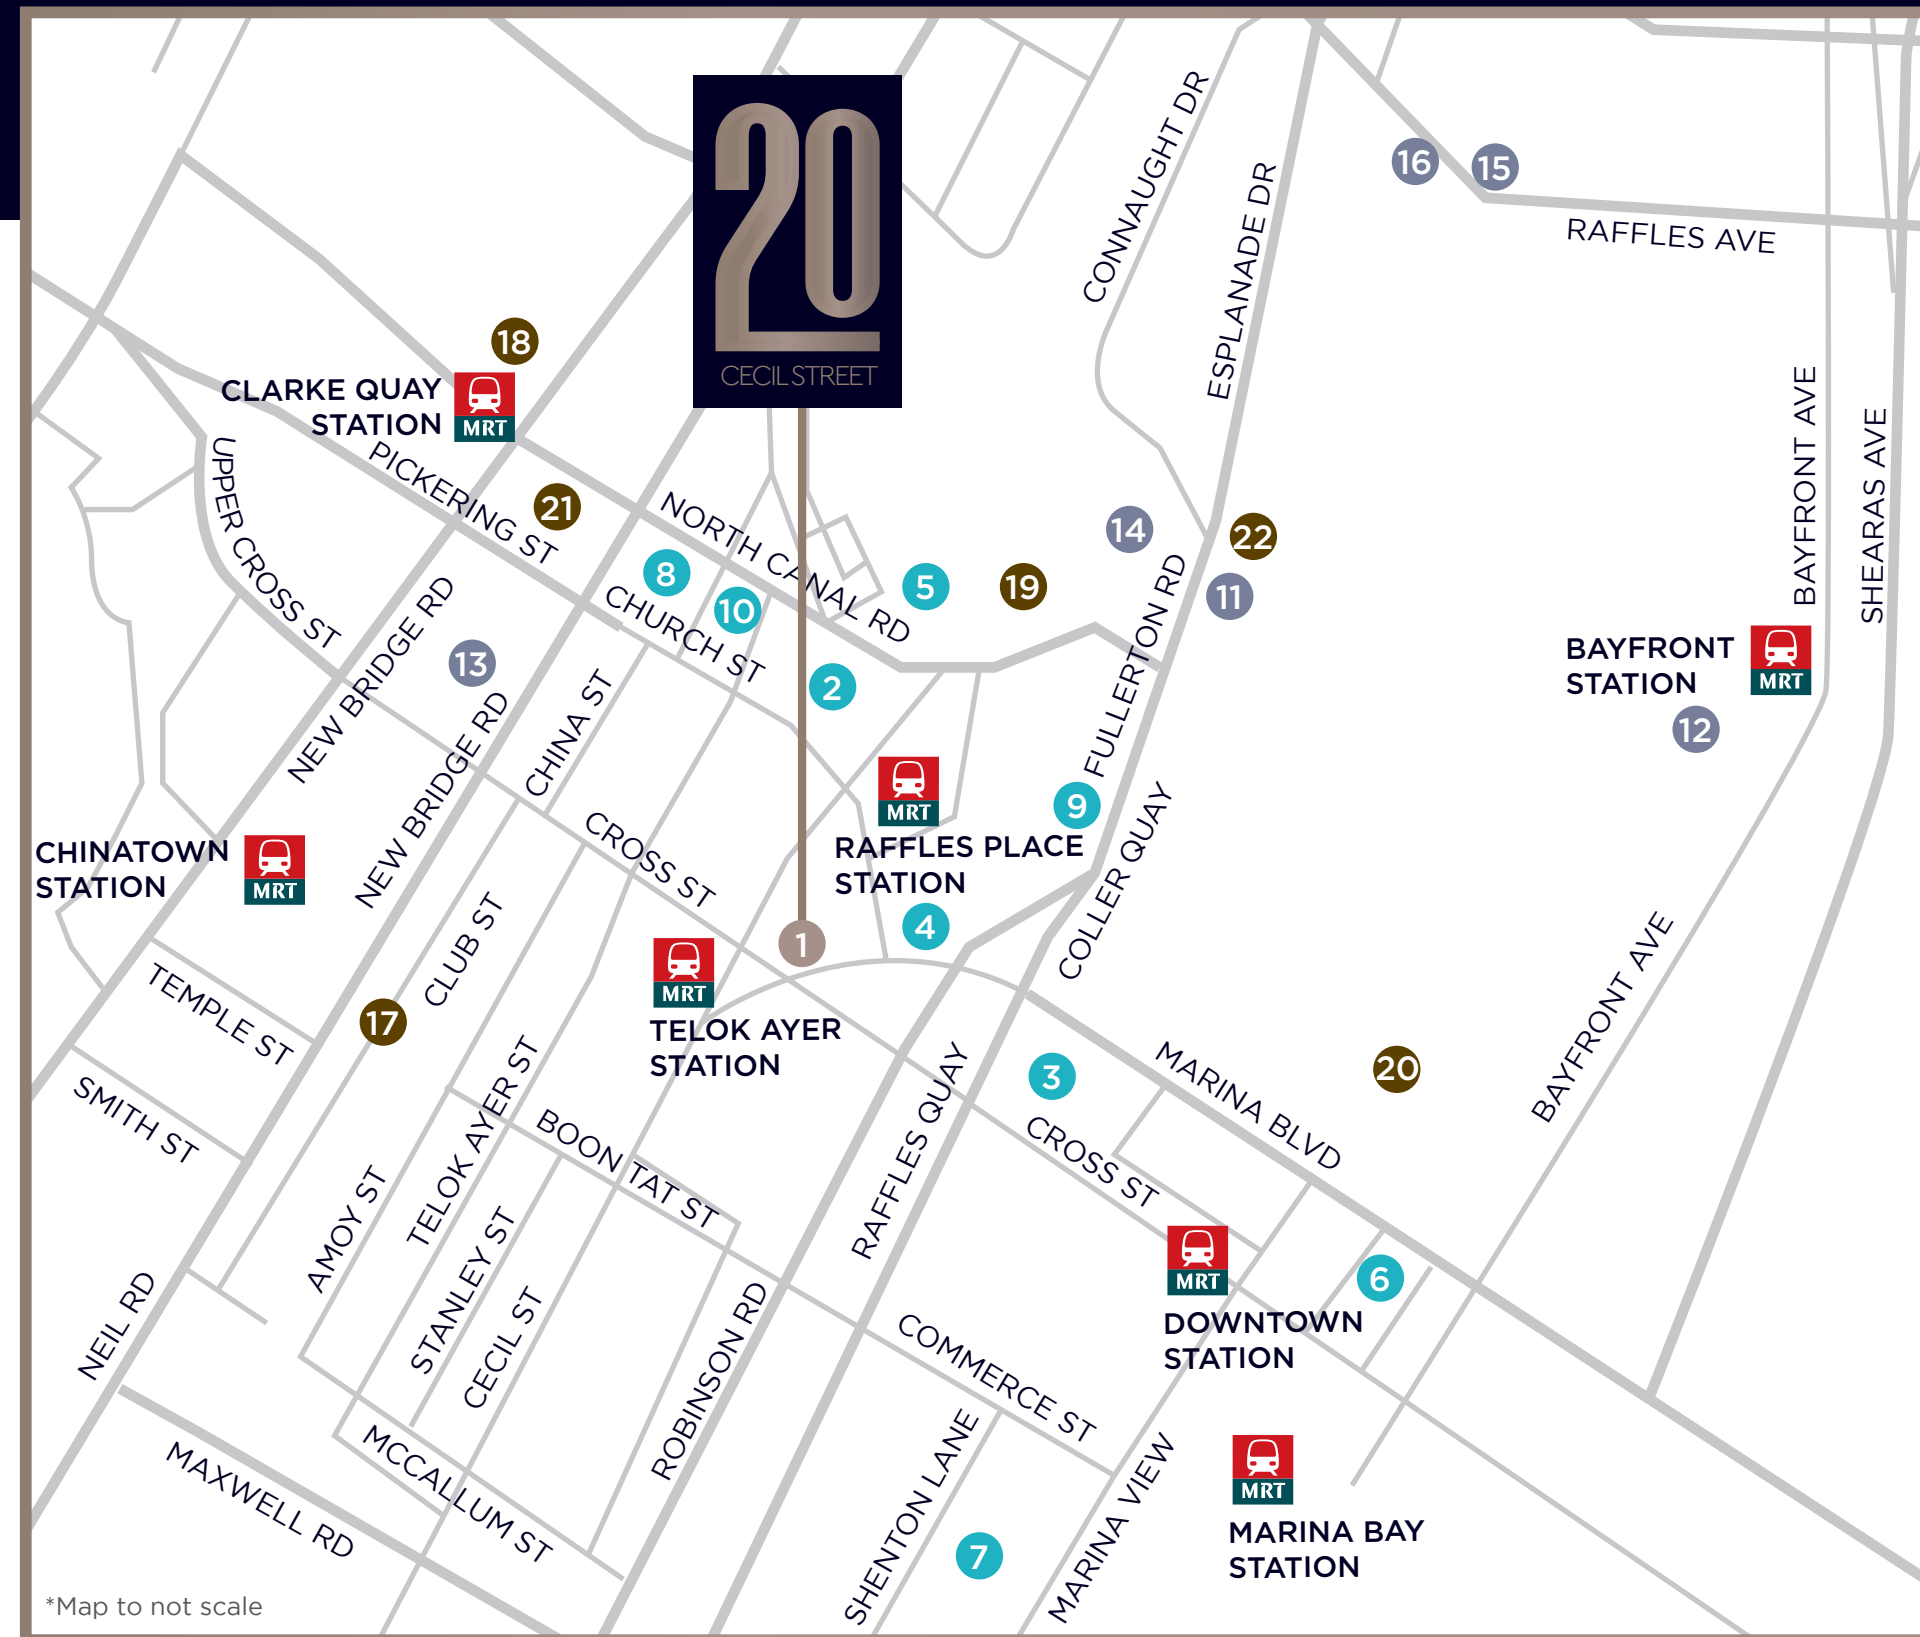 20
CECIL STREET
CONNAUGHT DR
ESPLANADE DR
16
15
RAFFLES AVE
18
CLARKE QUAY
STATION
MRT
PICKERING ST
UPPER CROSS ST
21
NORTH CANAL RD
8
10
CHURCH ST
5
19
14
22
11
FULLERTON RD
BAYFRONT AVE
SHEARAS AVE
BAYFRONT
STATION
MRT
12
NEW BRIDGE RD
13
NEW BRIDGE RD
CHINA ST
2
MRT
RAFFLES PLACE
STATION
9
COLLER QUAY
CHINATOWN
STATION
MRT
CROSS ST
CLUB ST
1
4
MRT
TELOK AYER
STATION
TEMPLE ST
17
SMITH ST
BAYFRONT AVE
3
20
MARINA BLVD
CROSS ST
RAFFLES QUAY
TELOK AYER ST
BOON TAT ST
AMOY ST
STANLEY ST
CECIL ST
NEIL RD
MRT
DOWNTOWN
STATION
6
ROBINSON RD
COMMERCE ST
MAXWELL RD
MCCALLUM ST
SHENTON LANE
MARINA VIEW
MRT
MARINA BAY
STATION
7
*Map to not scale